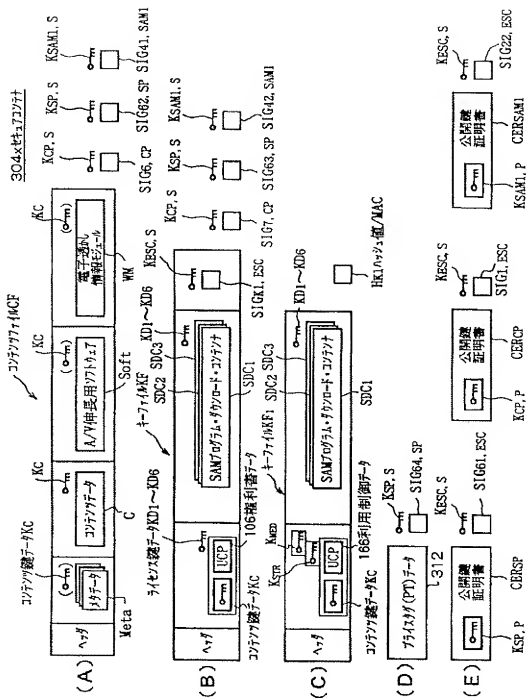 304xセキュアコンテナ
(A)
コンテンツファイルCF
コンテンツ鍵データKC
KC
KC
KC
ヘッダ
メタデータ
コンテンツデータ
A/V伸長用ソフトウェア
電子透かし
情報モジュール
Meta
C
Soft
WM
KCP, S
KSP, S
KSAM1, S
SIG6, CP
SIG62, SP
SIG41, SAM1
(B)
ライセンス鍵データKD1～KD6
キーファイルKF
KD1～KD6
KESC, S
ヘッダ
UCP
106権利書データ
コンテンツ鍵データKC
SDC2
SDC3
SAMプログラム・ダウンロード・コンテナ
SDC1
SIGK1, ESC
KCP, S
KSP, S
KSAM1, S
SIG7, CP
SIG63, SP
SIG42, SAM1
(C)
キーファイルKF1
KD1～KD6
ヘッダ
KSTR
KMED
UCP
166利用制御データ
コンテンツ鍵データKC
SDC2
SDC3
SAMプログラム・ダウンロード・コンテナ
SDC1
HK1ハッシュ値/MAC
(D)
プライスタグ(PT)データ
312
KSP, S
SIG64, SP
(E)
公開鍵
証明書
KSP, P
CERSP
KESC, S
SIG61, ESC
公開鍵
証明書
KCP, P
CERCP
KESC, S
SIG1, ESC
公開鍵
証明書
KSAM1, P
CERSAM1
KESC, S
SIG22, ESC